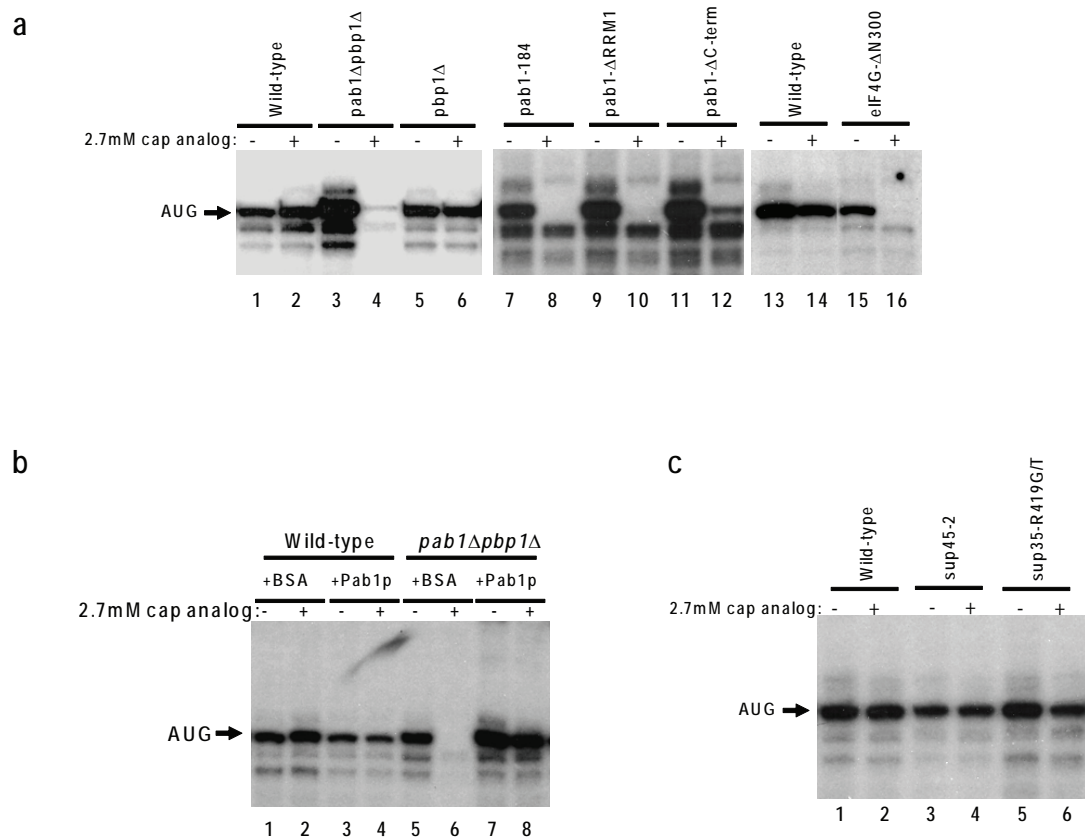 a
Wild-type
pab1Δpbp1Δ
pbp1Δ
pab1-184
pab1-ΔRRM1
pab1-ΔC-term
Wild-type
eIF4G-ΔN300
2.7mM cap analog: - + - + - + - + - + - + - + - +
AUG
1 2 3 4 5 6 7 8 9 10 11 12 13 14 15 16
b
Wild-type pab1Δpbp1Δ
+BSA +Pab1p +BSA +Pab1p
2.7mM cap analog: - + - + - + - +
AUG
1 2 3 4 5 6 7 8
c
Wild-type
sup45-2
sup35-R419G/T
2.7mM cap analog: - + - + - +
AUG
1 2 3 4 5 6